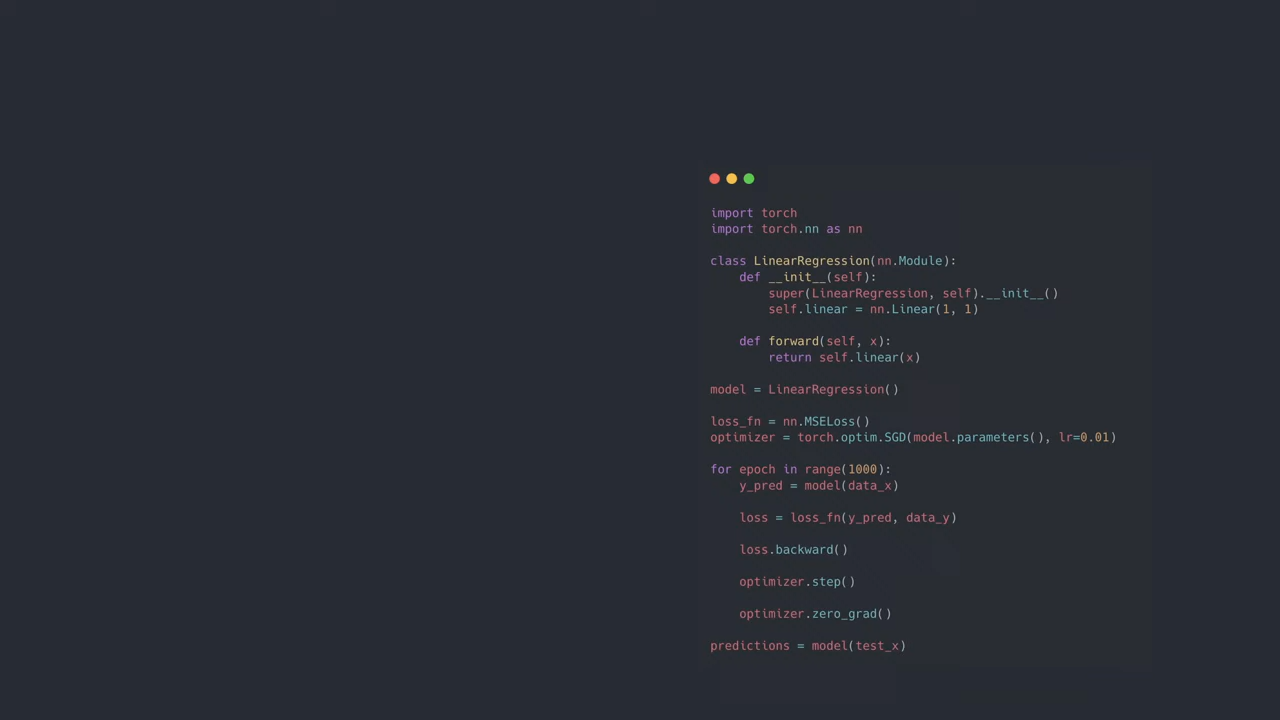 import torch
import torch.nn as nn
class LinearRegression(nn.Module):
    def __init__(self):
        super(LinearRegression, self).__init__()
        self.linear = nn.Linear(1, 1)
    def forward(self, x):
        return self.linear(x)
model = LinearRegression()
loss_fn = nn.MSELoss()
optimizer = torch.optim.SGD(model.parameters(), lr=0.01)
for epoch in range(1000):
    y_pred = model(data_x)
    loss = loss_fn(y_pred, data_y)
    loss.backward()
    optimizer.step()
    optimizer.zero_grad()
predictions = model(test_x)